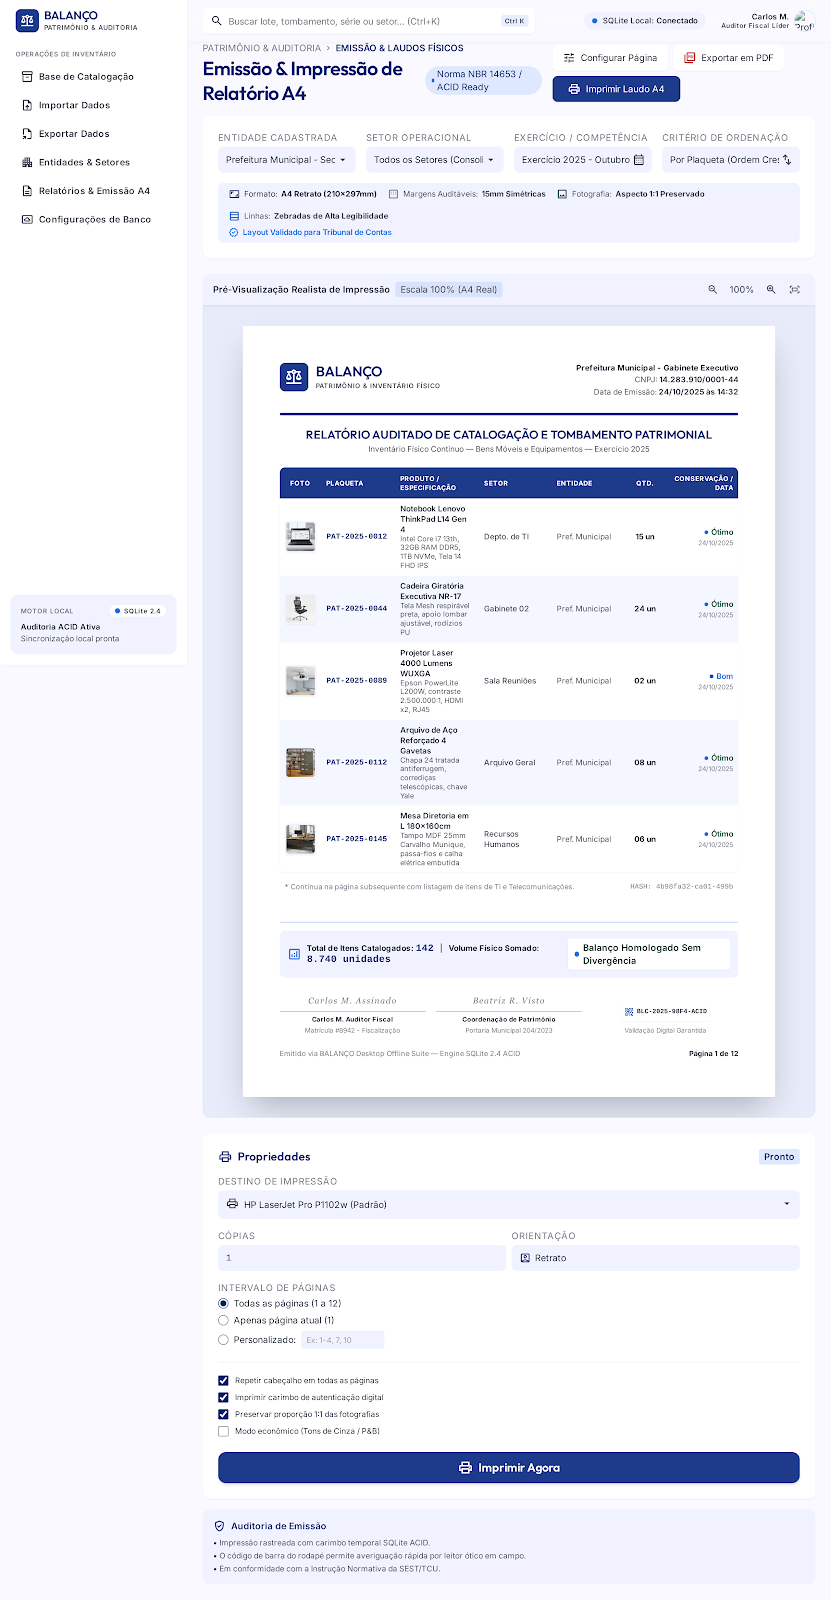 BALANÇO
PATRIMÔNIO & AUDITORIA
Buscar lote, tombamento, série ou setor... (Ctrl+K)
Ctrl K
SQLite Local: Conectado
Carlos M.
Auditor Fiscal Líder
OPERAÇÕES DE INVENTÁRIO
Base de Catalogação
Importar Dados
Exportar Dados
Entidades & Setores
Relatórios & Emissão A4
Configurações de Banco
MOTOR LOCAL
SQLite 2.4
Auditoria ACID Ativa
Sincronização local pronta
PATRIMÔNIO & AUDITORIA > EMISSÃO & LAUDOS FÍSICOS
Emissão & Impressão de
Relatório A4
Norma NBR 14653 /
ACID Ready
Configurar Página
Exportar em PDF
Imprimir Laudo A4
ENTIDADE CADASTRADA
Prefeitura Municipal - Sec
SETOR OPERACIONAL
Todos os Setores (Consoli
EXERCÍCIO / COMPETÊNCIA
Exercício 2025 - Outubro
CRITÉRIO DE ORDENAÇÃO
Por Plaqueta (Ordem Cres
Formato: A4 Retrato (210×297mm)
Margens Auditáveis: 15mm Simétricas
Fotografia: Aspecto 1:1 Preservado
Linhas: Zebradas de Alta Legibilidade
Layout Validado para Tribunal de Contas
Pré-Visualização Realista de Impressão
Escala 100% (A4 Real)
100%
BALANÇO
PATRIMÔNIO & INVENTÁRIO FÍSICO
Prefeitura Municipal - Gabinete Executivo
CNPJ: 14.283.910/0001-44
Data de Emissão: 24/10/2025 às 14:32
RELATÓRIO AUDITADO DE CATALOGAÇÃO E TOMBAMENTO PATRIMONIAL
Inventário Físico Contínuo — Bens Móveis e Equipamentos — Exercício 2025
FOTO
PLAQUETA
PRODUTO /
ESPECIFICAÇÃO
SETOR
ENTIDADE
QTD.
CONSERVAÇÃO /
DATA
PAT-2025-0012
Notebook Lenovo
ThinkPad L14 Gen
4
Intel Core i7 13th,
32GB RAM DDR5,
1TB NVMe, Tela 14
FHD IPS
Depto. de TI
Pref. Municipal
15 un
Ótimo
24/10/2025
PAT-2025-0044
Cadeira Giratória
Executiva NR-17
Tela Mesh respirável
preta, apoio lombar
ajustável, rodízios
PU
Gabinete 02
Pref. Municipal
24 un
Ótimo
24/10/2025
PAT-2025-0089
Projetor Laser
4000 Lumens
WUXGA
Epson PowerLite
L200W, contraste
2.500.000:1, HDMI
x2, RJ45
Sala Reuniões
Pref. Municipal
02 un
Bom
24/10/2025
PAT-2025-0112
Arquivo de Aço
Reforçado 4
Gavetas
Chapa 24 tratada
antiferrugem,
corrediças
telescópicas, chave
Yale
Arquivo Geral
Pref. Municipal
08 un
Ótimo
24/10/2025
PAT-2025-0145
Mesa Diretoria em
L 180×160cm
Tampo MDF 25mm
Carvalho Munique,
passa-fios e calha
elétrica embutida
Recursos
Humanos
Pref. Municipal
06 un
Ótimo
24/10/2025
* Continua na página subsequente com listagem de itens de TI e Telecomunicações.
HASH: 4b98fa32-ca01-499b
Total de Itens Catalogados: 142 | Volume Físico Somado:
8.740 unidades
Balanço Homologado Sem
Divergência
Carlos M. Assinado
Carlos M. Auditor Fiscal
Matrícula #8942 - Fiscalização
Beatriz R. Visto
Coordenação de Patrimônio
Portaria Municipal 204/2023
BLC-2025-98F4-ACID
Validação Digital Garantida
Emitido via BALANÇO Desktop Offline Suite — Engine SQLite 2.4 ACID
Página 1 de 12
Propriedades
Pronto
DESTINO DE IMPRESSÃO
HP LaserJet Pro P1102w (Padrão)
CÓPIAS
1
ORIENTAÇÃO
Retrato
INTERVALO DE PÁGINAS
Todas as páginas (1 a 12)
Apenas página atual (1)
Personalizado:
Ex: 1-4, 7, 10
Repetir cabeçalho em todas as páginas
Imprimir carimbo de autenticação digital
Preservar proporção 1:1 das fotografias
Modo econômico (Tons de Cinza / P&B)
Imprimir Agora
Auditoria de Emissão
• Impressão rastreada com carimbo temporal SQLite ACID.
• O código de barra do rodapé permite averiguação rápida por leitor ótico em campo.
• Em conformidade com a Instrução Normativa da SEST/TCU.